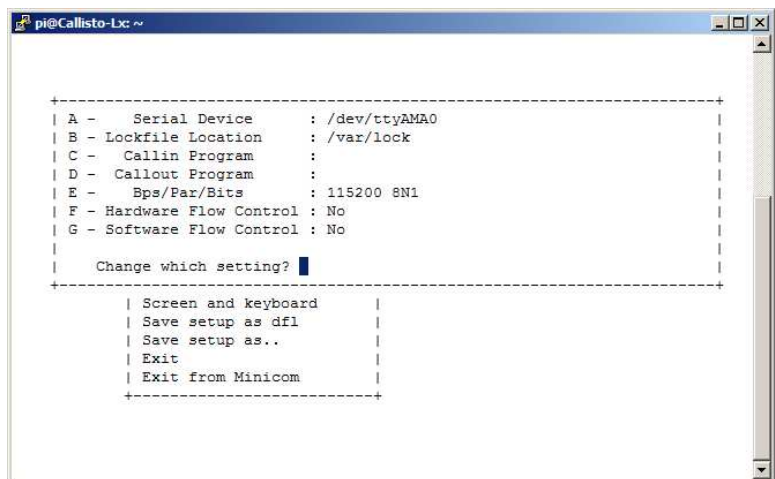 pi@Callisto-Lx: ~
+-----------------------------------------------------------------------+
| A -    Serial Device      : /dev/ttyAMA0                              |
| B - Lockfile Location     : /var/lock                                 |
| C -   Callin Program      :                                           |
| D -  Callout Program      :                                           |
| E -    Bps/Par/Bits       : 115200 8N1                                |
| F - Hardware Flow Control : No                                        |
| G - Software Flow Control : No                                        |
|                                                                       |
|    Change which setting?                                              |
+-----------------------------------------------------------------------+
| Screen and keyboard      |
| Save setup as dfl        |
| Save setup as..          |
| Exit                     |
| Exit from Minicom        |
+--------------------------+